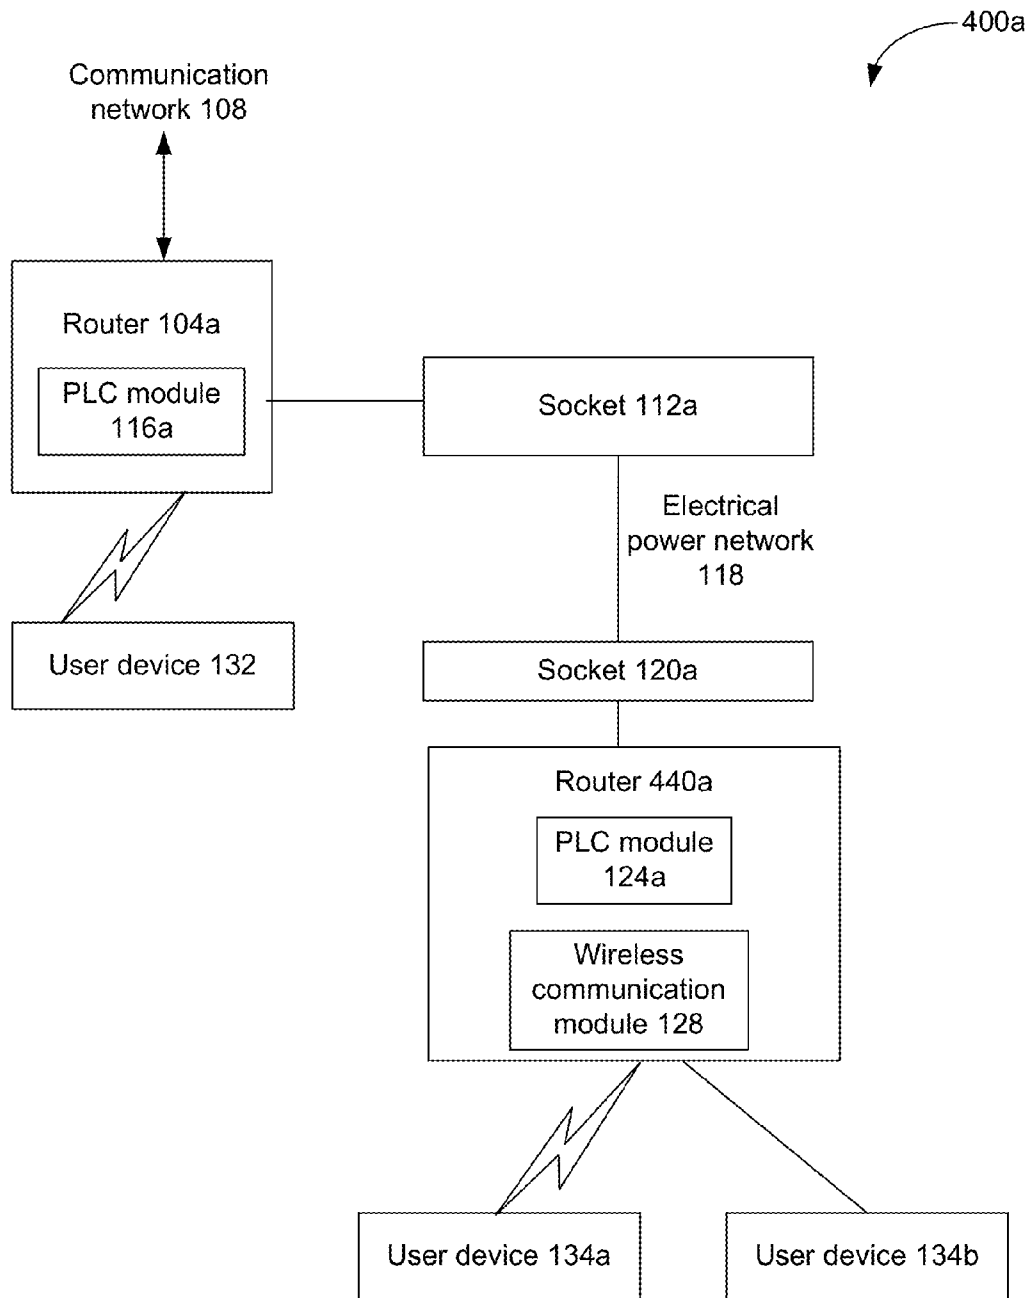 400a
Communication
network 108
Router 104a
PLC module
116a
Socket 112a
Electrical
power network
118
User device 132
Socket 120a
Router 440a
PLC module
124a
Wireless
communication
module 128
User device 134a
User device 134b